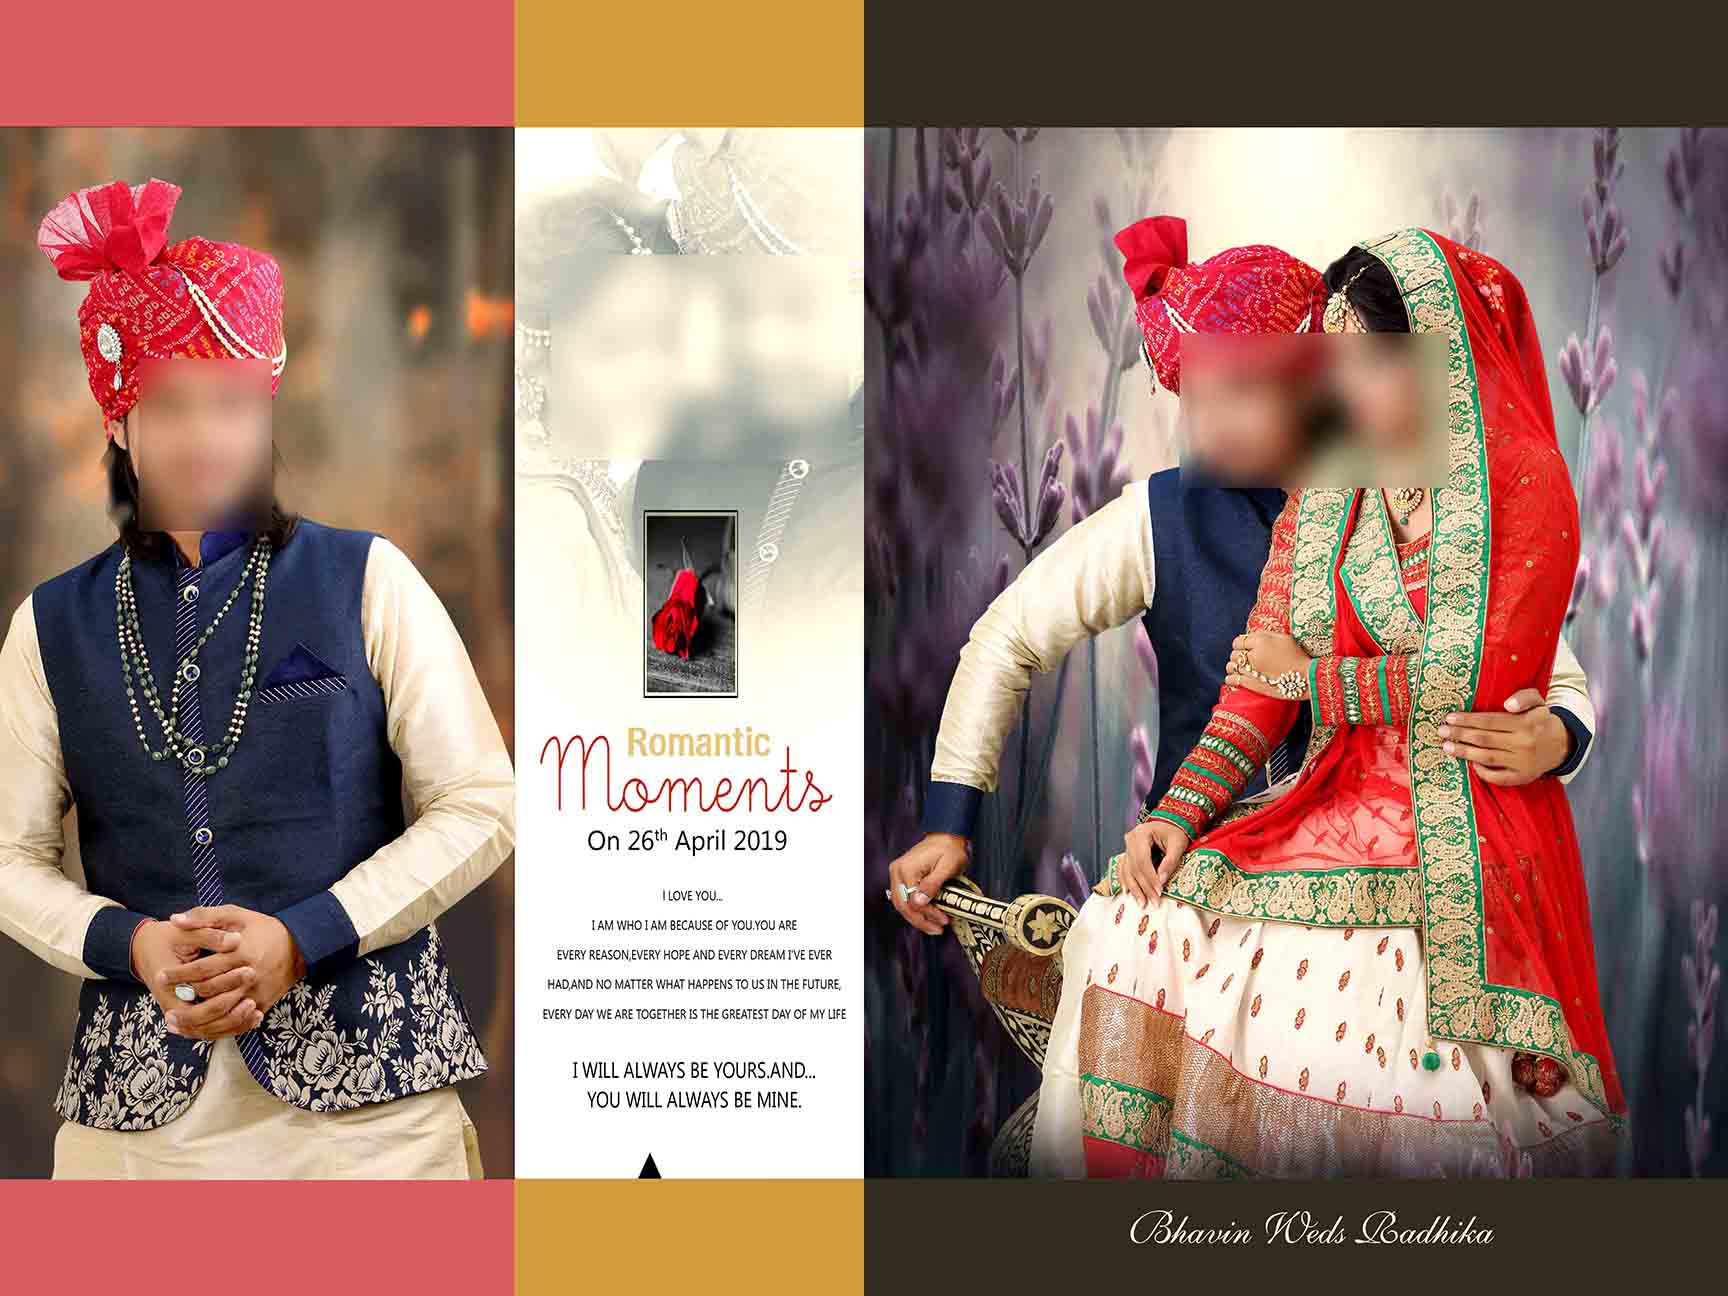 Romantic
Moments
On 26th April 2019
I LOVE YOU...
I AM WHO I AM BECAUSE OF YOU.YOU ARE
EVERY REASON,EVERY HOPE AND EVERY DREAM I'VE EVER
HAD,AND NO MATTER WHAT HAPPENS TO US IN THE FUTURE,
EVERY DAY WE ARE TOGETHER IS THE GREATEST DAY OF MY LIFE
I WILL ALWAYS BE YOURS.AND...
YOU WILL ALWAYS BE MINE.
Bhavin Weds Radhika